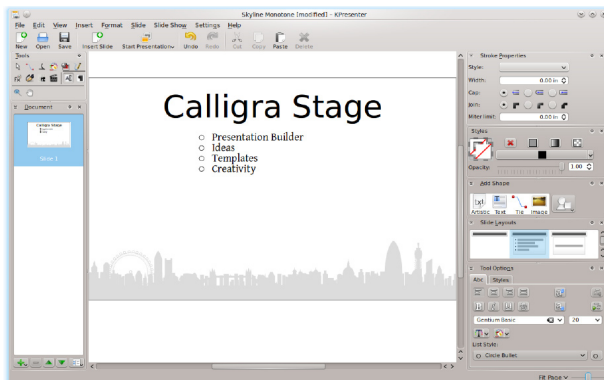 Skyline Monotone [modified] – KPresenter
File Edit View Insert Format Slide Slide Show Settings Help
New Open Save Insert Slide Start Presentation Undo Redo Cut Copy Paste Delete
Tools
Document
Calligra Stage
Slide 1
Calligra Stage
Presentation Builder
Ideas
Templates
Creativity
Stroke Properties
Style:
Width: 0.00 in
Cap:
Join:
Miter limit: 0.00 in
Styles
Opacity: 1.00
Add Shape
Artistic Text Tie Image
Slide Layouts
Tool Options
Styles
Gentium Basic 20
List Style:
Circle Bullet
Fit Page